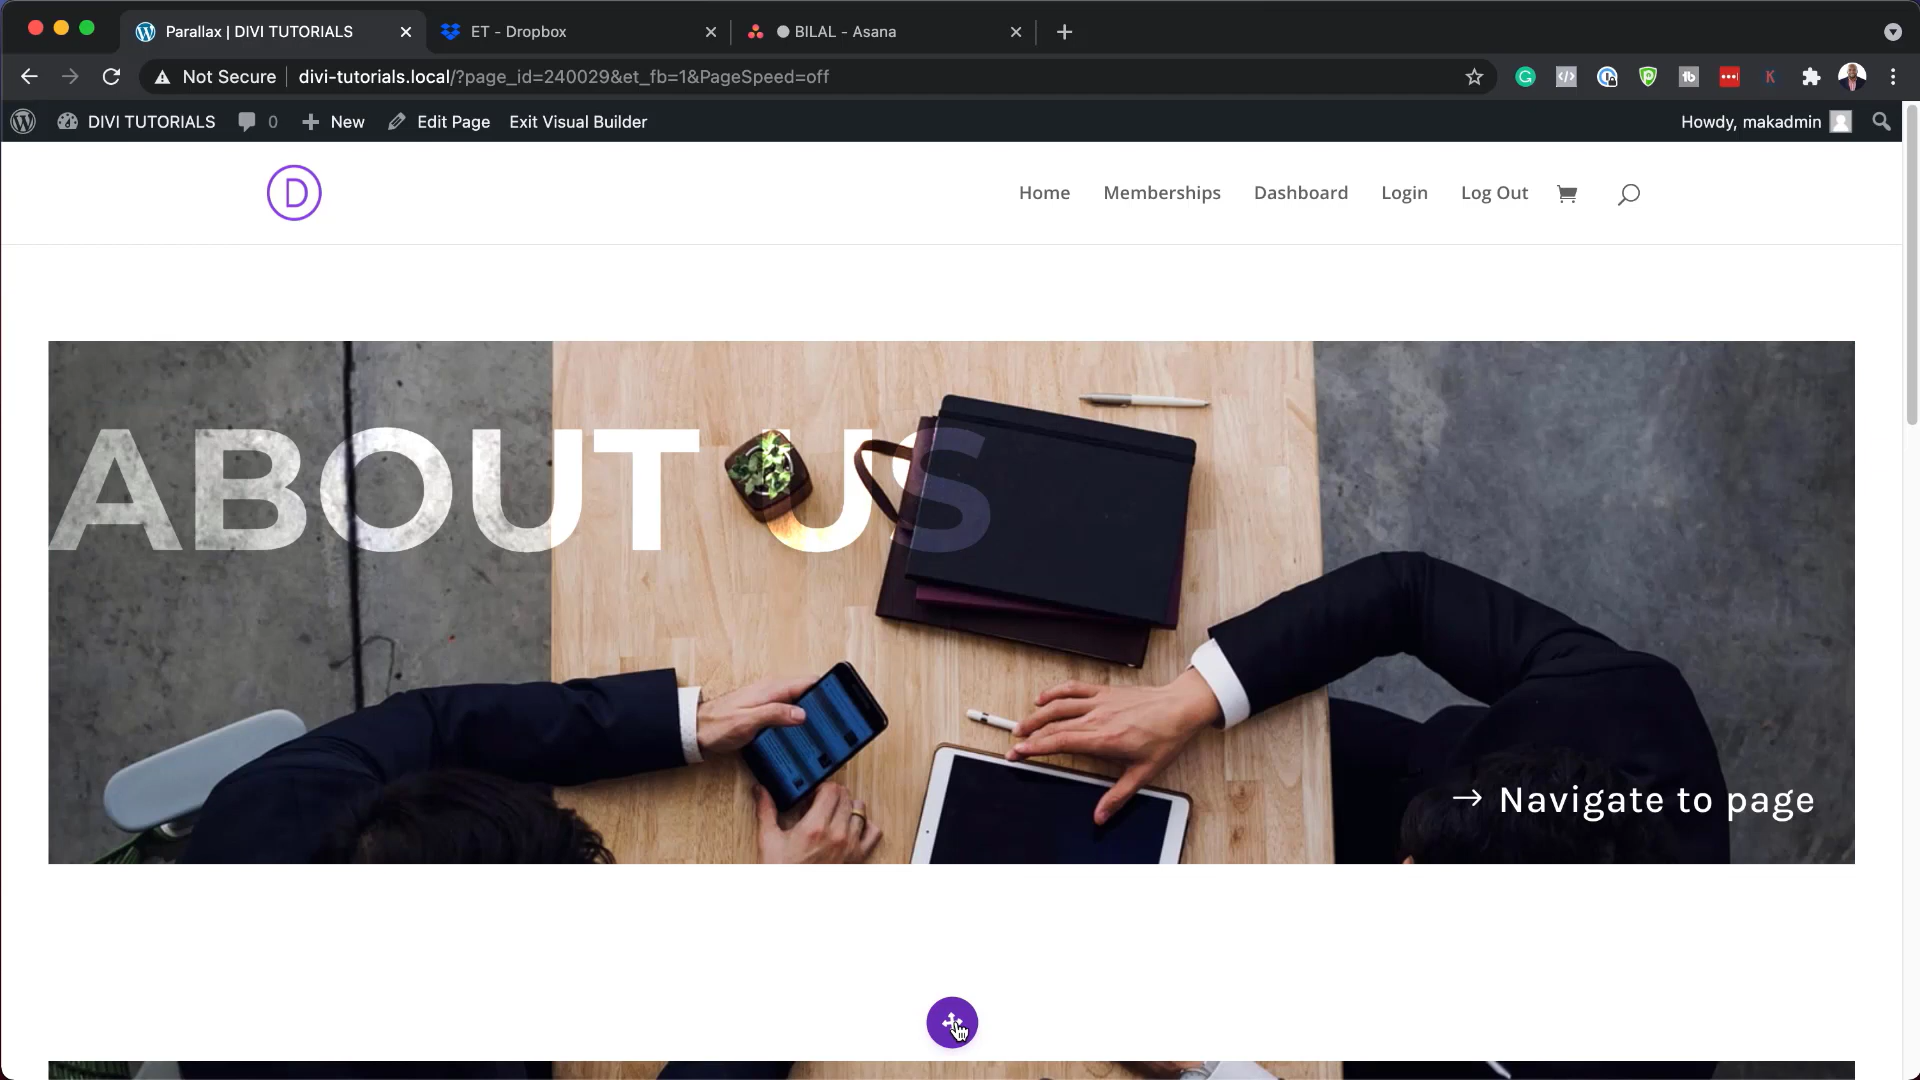 Parallax | DIVI TUTORIALS
ET - Dropbox
BILAL - Asana
Not Secure
divi-tutorials.local/?page_id=240029&et_fb=1&PageSpeed=off
DIVI TUTORIALS
0
New
Edit Page
Exit Visual Builder
Howdy, makadmin
D
Home
Memberships
Dashboard
Login
Log Out
ABOUT US
→ Navigate to page